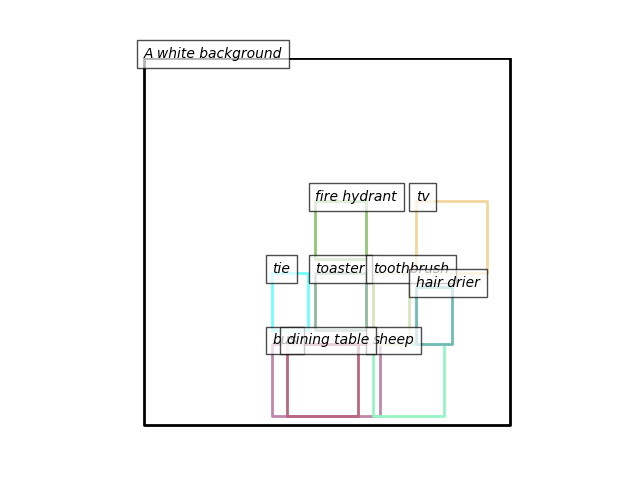 A white background
fire hydrant
tv
tie
toaster
toothbrush
hair drier
dining table
sheep